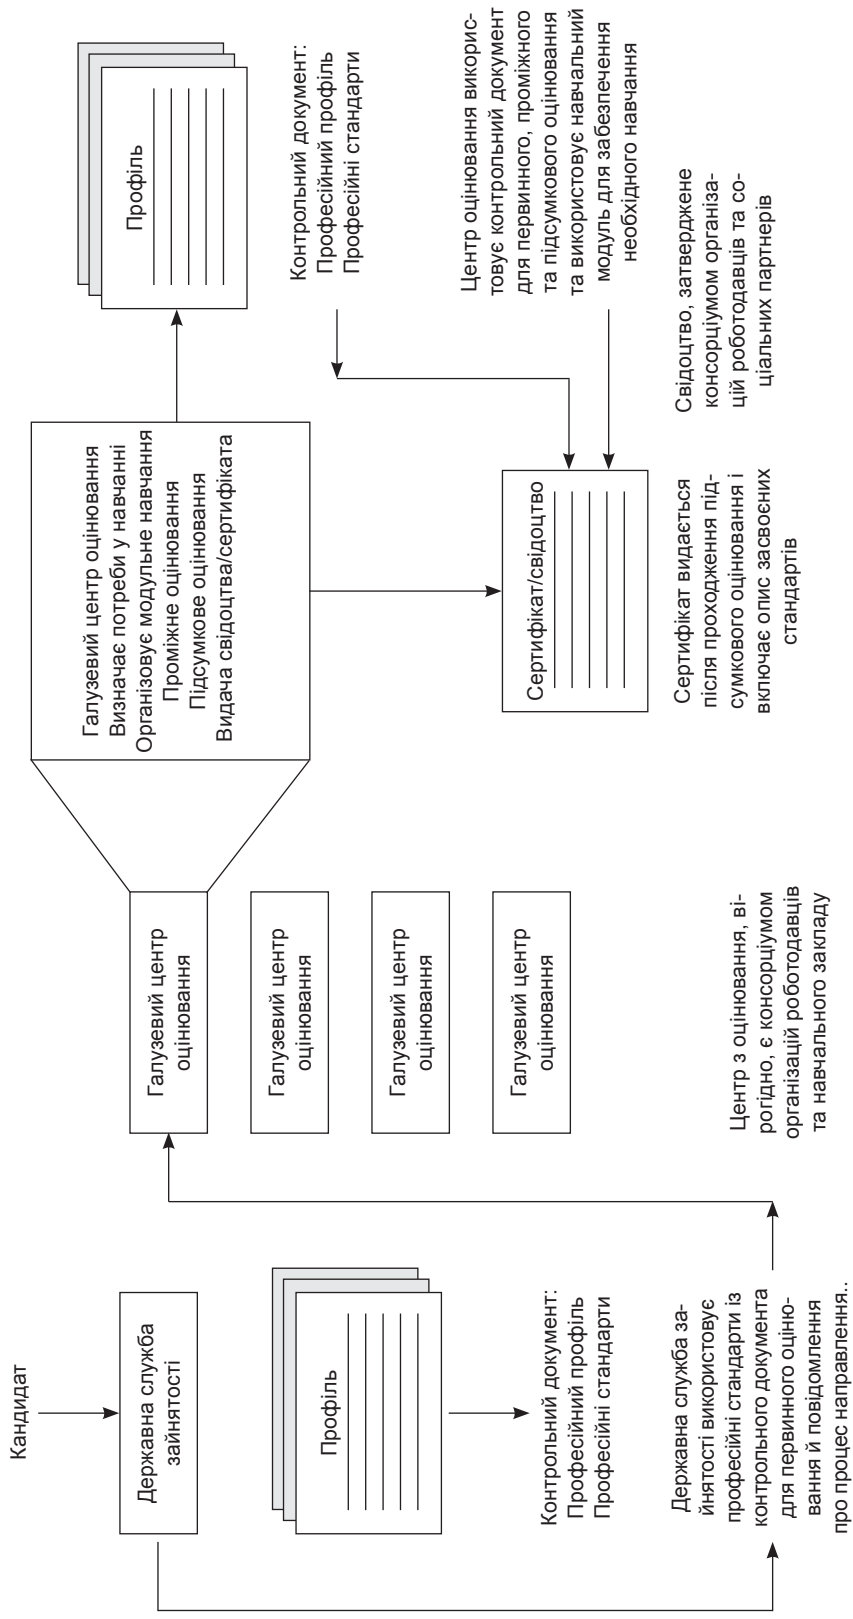 Кандидат
Державна служба
зайнятості
Профіль
Контрольний документ:
Професійний профіль
Професійні стандарти
Державна служба за-
йнятості використовує
професійні стандарти із
контрольного документа
для первинного оціню-
вання й повідомлення
про процес направлення..
Галузевий центр
оцінювання
Галузевий центр
оцінювання
Галузевий центр
оцінювання
Галузевий центр
оцінювання
Центр з оцінювання, ві-
рогідно, є консорціумом
організацій роботодавців
та навчального закладу
Галузевий центр оцінювання
Визначає потреби у навчанні
Організовує модульне навчання
Проміжне оцінювання
Підсумкове оцінювання
Видача свідоцтва/сертифіката
Сертифікат/свідоцтво
Сертифікат видається
після проходження під-
сумкового оцінювання і
включає опис засвоєних
стандартів
Профіль
Контрольний документ:
Професійний профіль
Професійні стандарти
Центр оцінювання викорис-
товує контрольний документ
для первинного, проміжного
та підсумкового оцінювання
та використовує навчальний
модуль для забезпечення
необхідного навчання
Свідоцтво, затверджене
консорціумом організа-
цій роботодавців та со-
ціальних партнерів